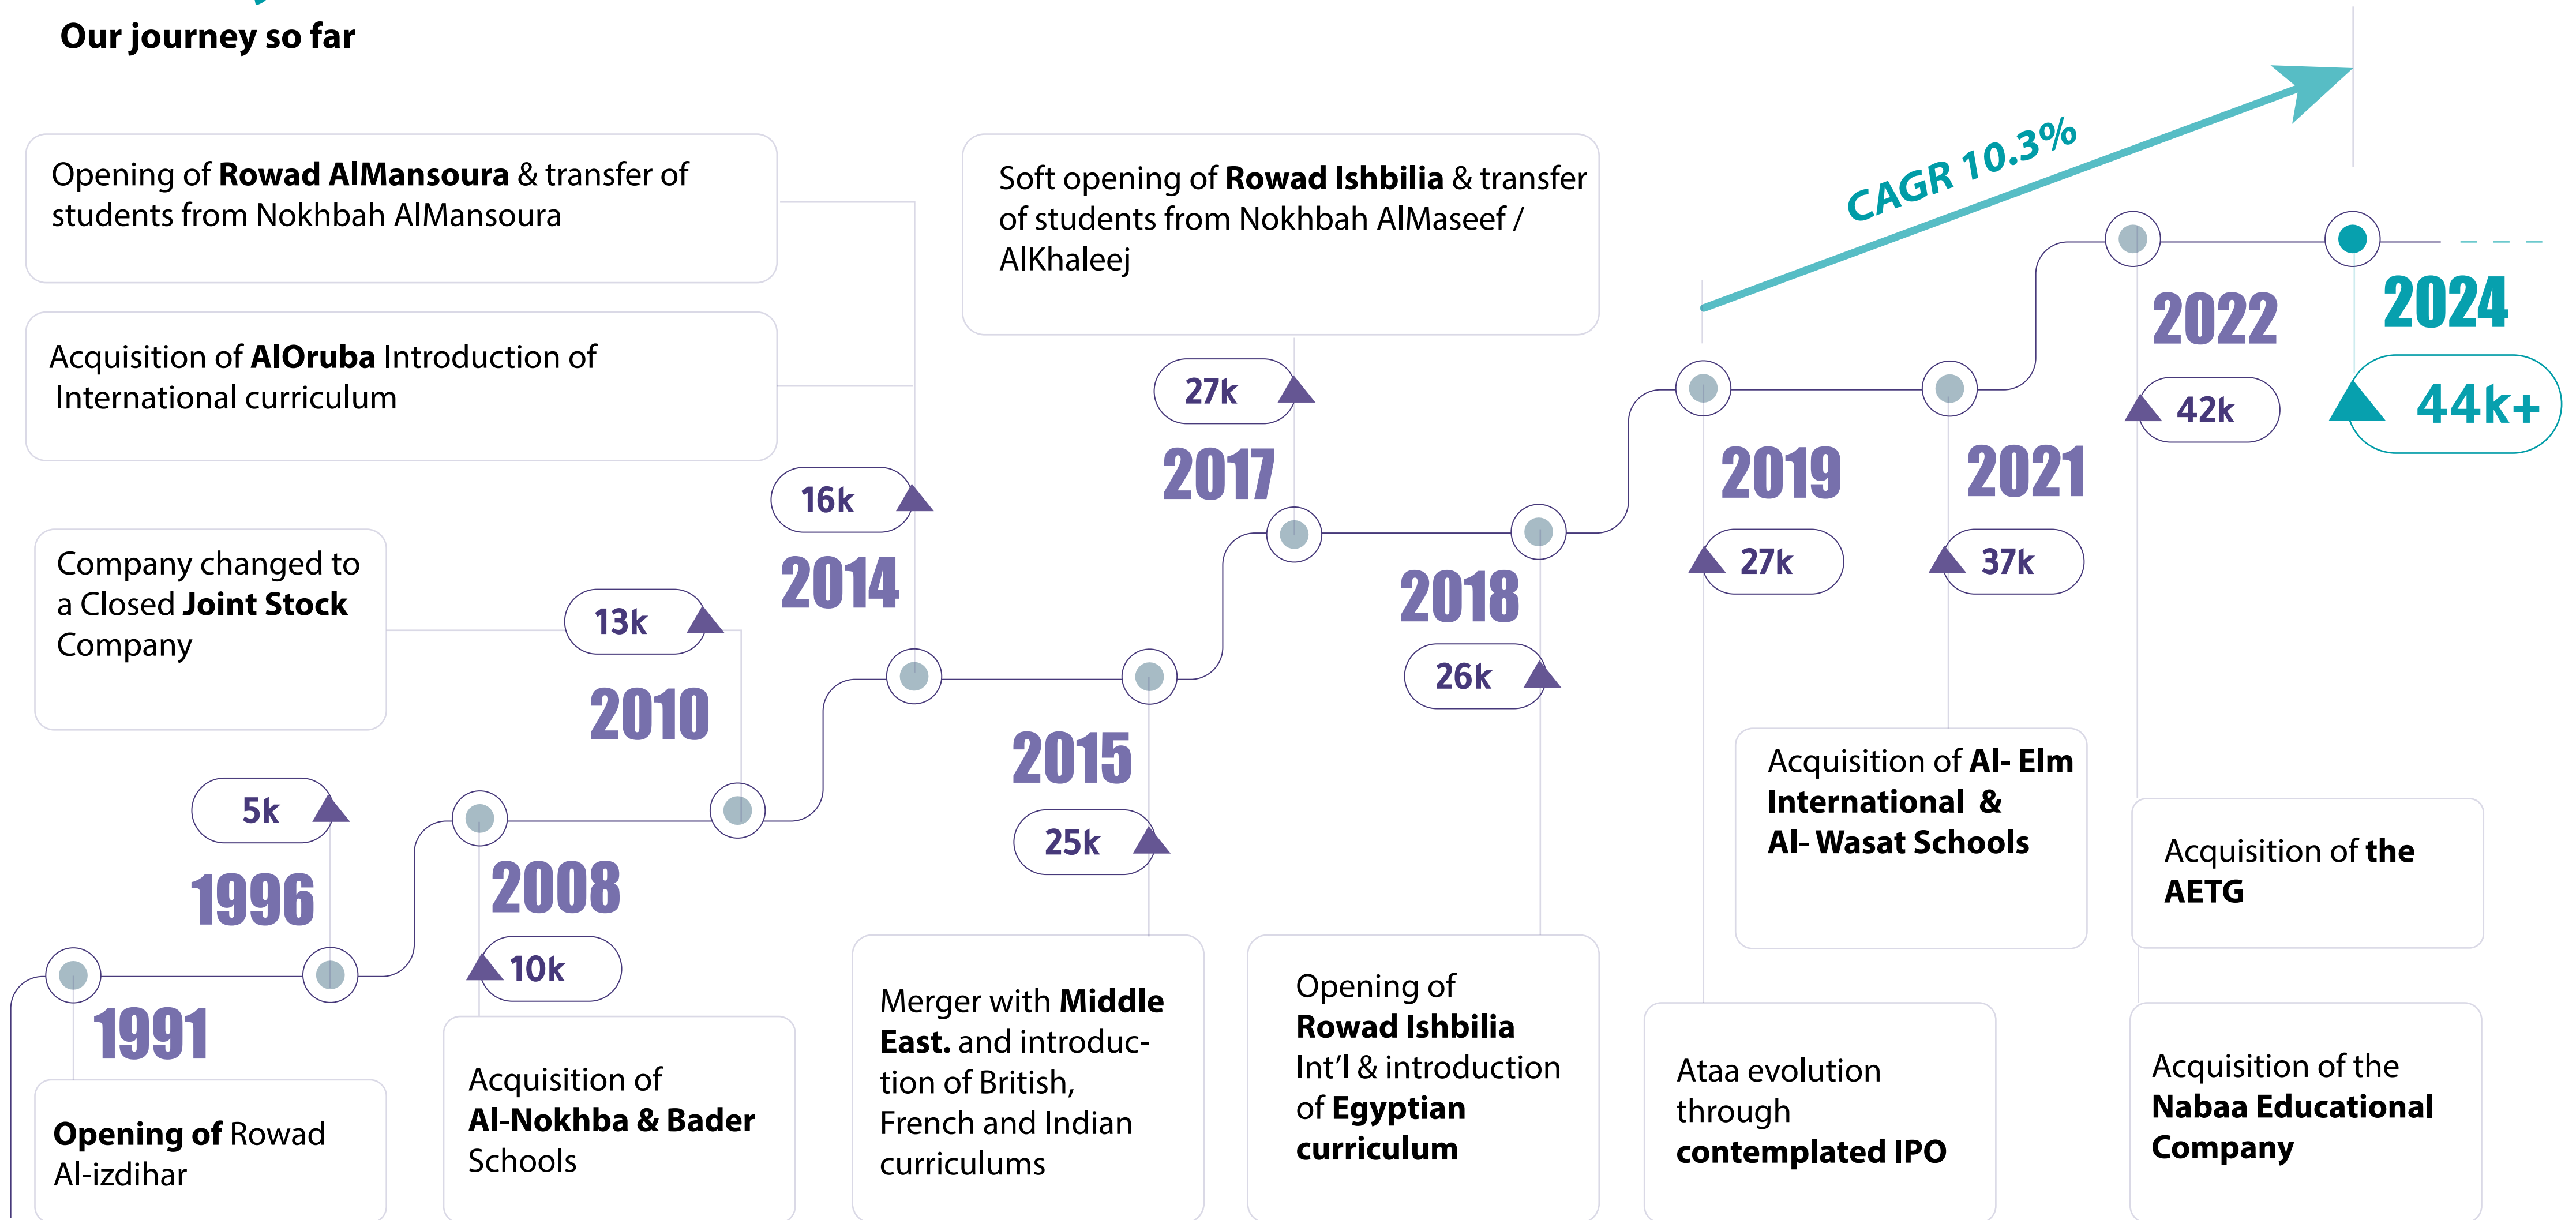 Our journey so far
Opening of Rowad AlMansoura & transfer of
students from Nokhbah AlMansoura
Acquisition of AlOruba Introduction of
International curriculum
16k
2014
Soft opening of Rowad Ishbilia & transfer
of students from Nokhbah AlMaseef /
AlKhaleej
27k
2017
CAGR 10.3%
2024
44k+
2022
42k
2019
27k
2021
37k
Company changed to
a Closed Joint Stock
Company
13k
2010
2018
26k
2015
25k
5k
1996
2008
10k
1991
Opening of Rowad
Al-izdihar
Acquisition of
Al-Nokhba & Bader
Schools
Merger with Middle
East. and introduc-
tion of British,
French and Indian
curriculums
Opening of
Rowad Ishbilia
Int’l & introduction
of Egyptian
curriculum
Ataa evolution
through
contemplated IPO
Acquisition of Al- Elm
International &
Al- Wasat Schools
Acquisition of the
AETG
Acquisition of the
Nabaa Educational
Company